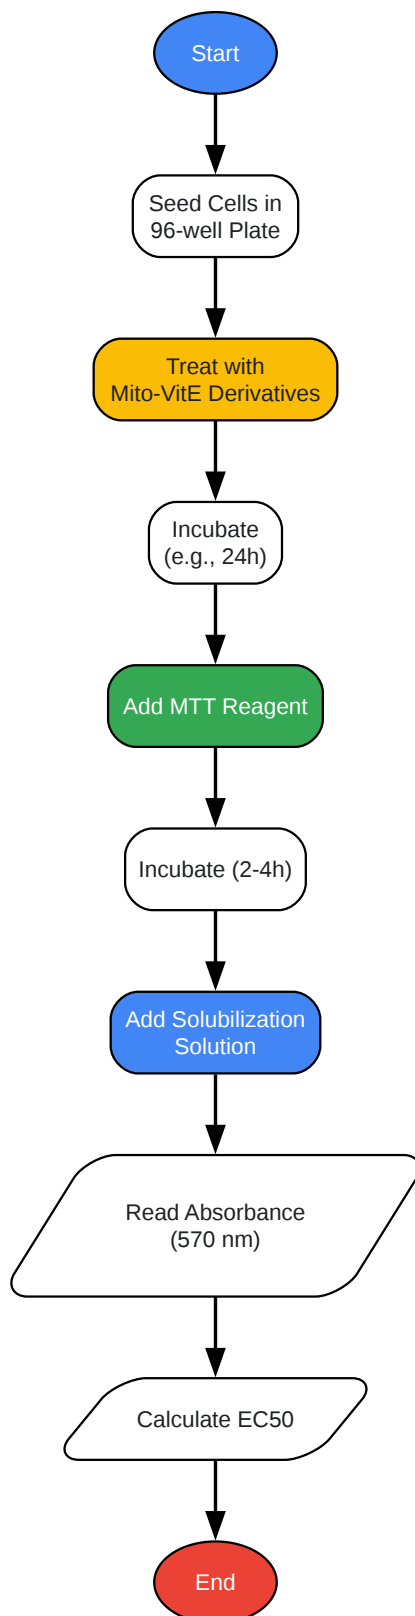 Start
Seed Cells in
96-well Plate
Treat with
Mito-VitE Derivatives
Incubate
(e.g., 24h)
Add MTT Reagent
Incubate (2-4h)
Add Solubilization
Solution
Read Absorbance
(570 nm)
Calculate EC50
End